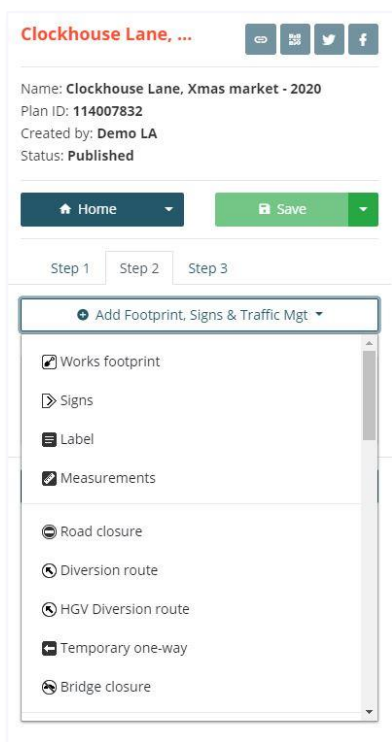 Clockhouse Lane, ...
Name: Clockhouse Lane, Xmas market - 2020
Plan ID: 114007832
Created by: Demo LA
Status: Published
Home
Save
Step 1
Step 2
Step 3
Add Footprint, Signs & Traffic Mgt
Works footprint
Signs
Label
Measurements
Road closure
Diversion route
HGV Diversion route
Temporary one-way
Bridge closure